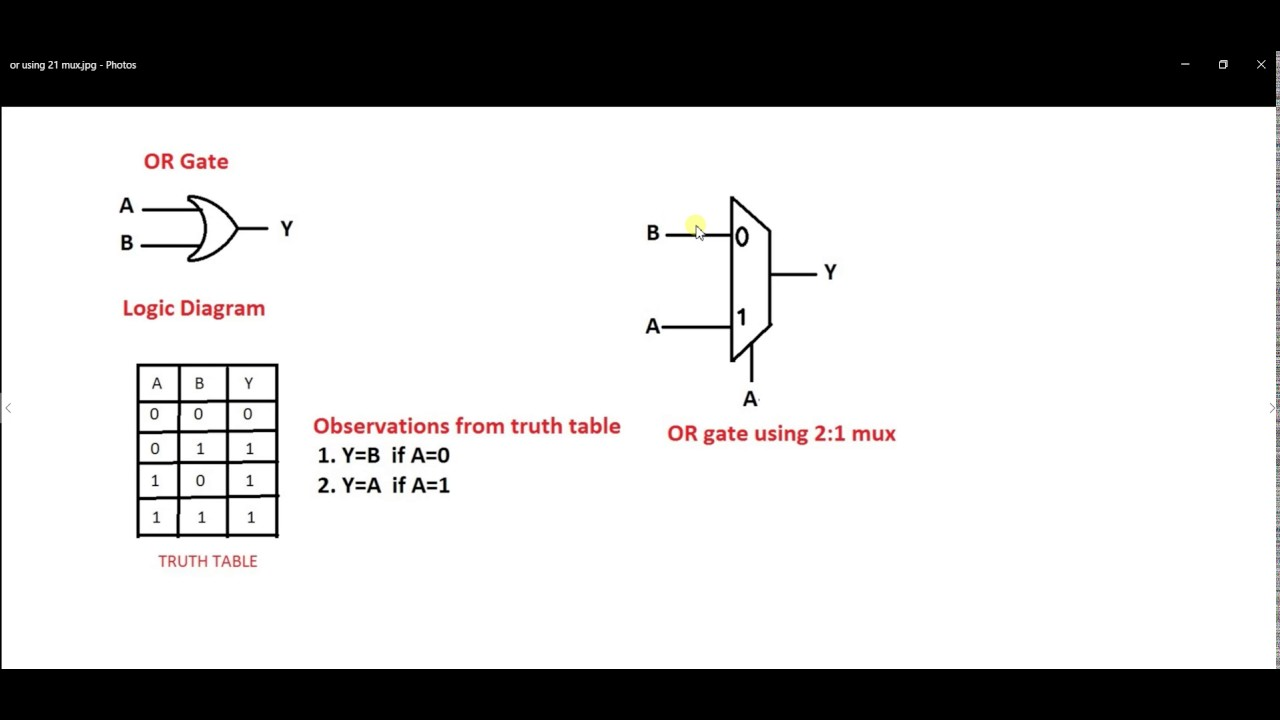 or using 21 mux.jpg - Photos
OR Gate
A
B
Y
Logic Diagram
A B Y
0 0 0
0 1 1
1 0 1
1 1 1
TRUTH TABLE
Observations from truth table
1. Y=B if A=0
2. Y=A if A=1
B
0
Y
A
1
A
OR gate using 2:1 mux